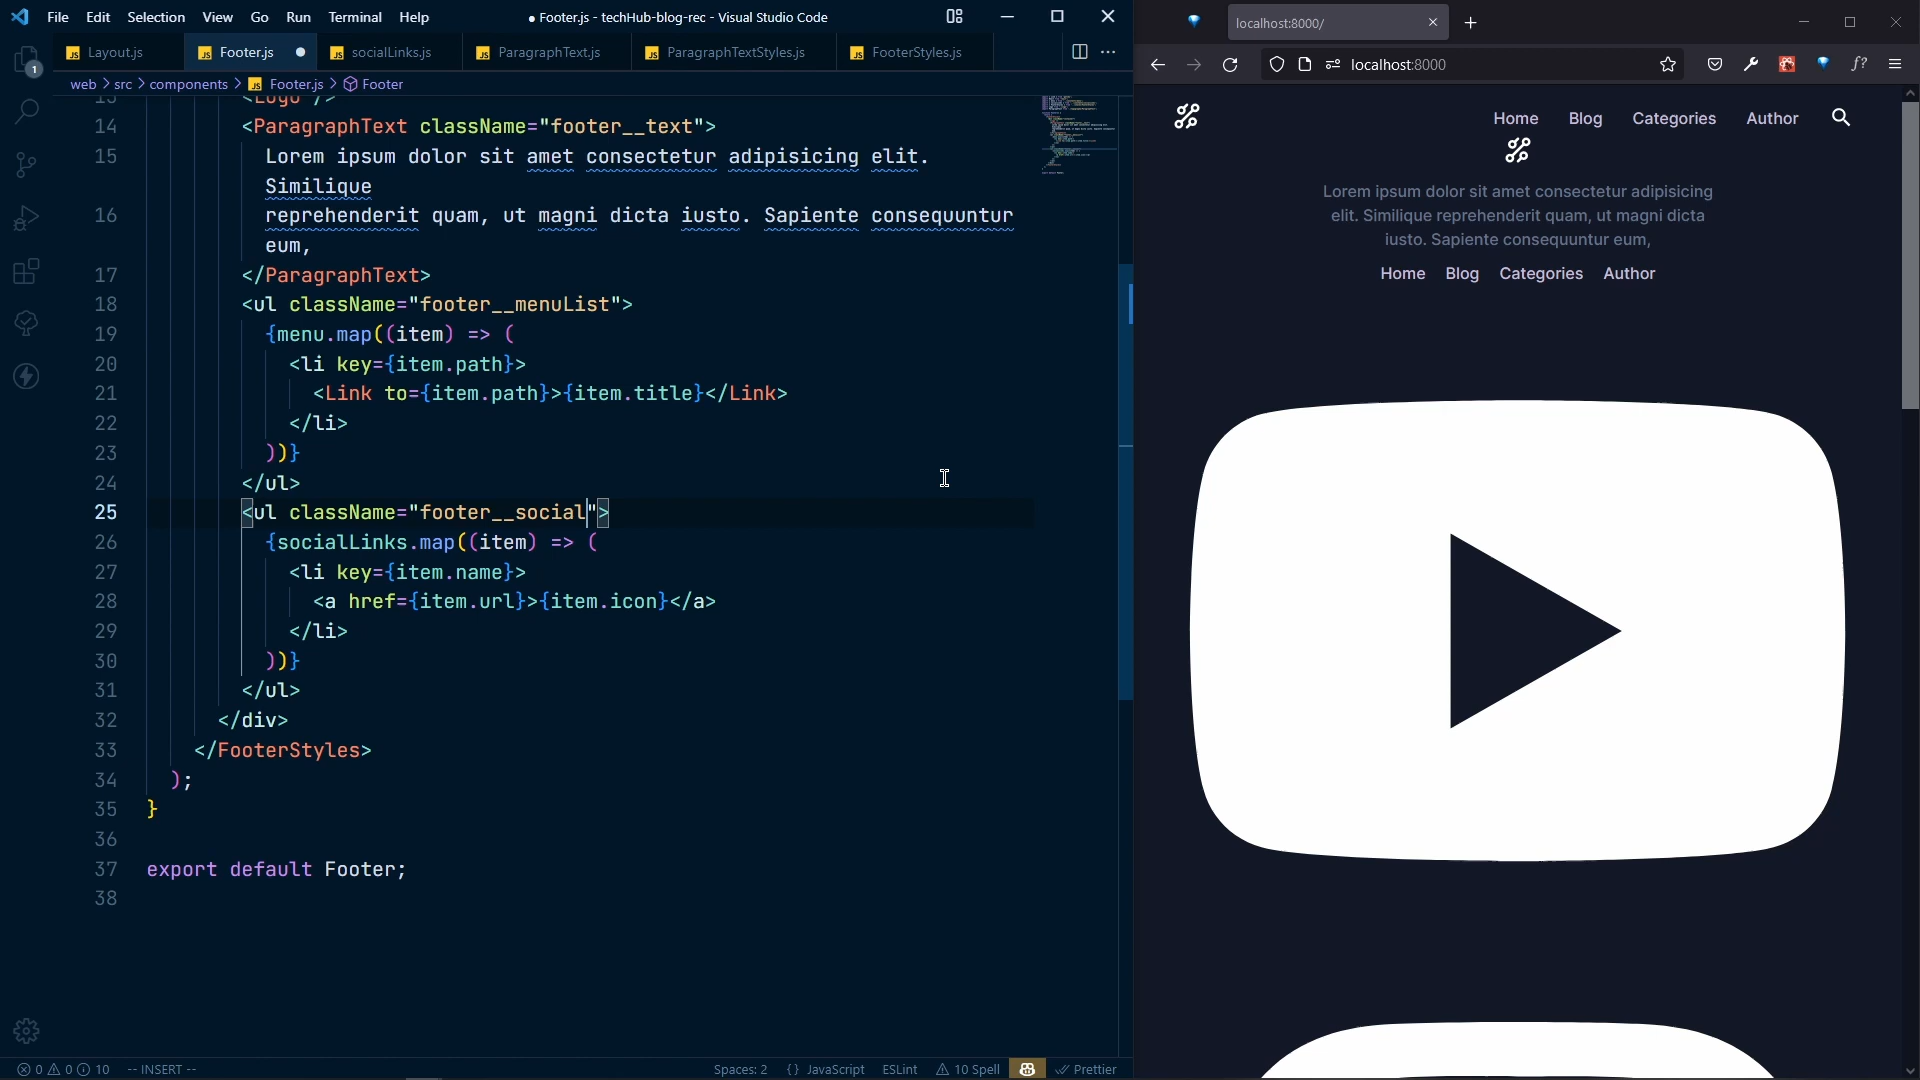 File Edit Selection View Go Run Terminal Help
● Footer.js - techHub-blog-rec - Visual Studio Code
Layout.js Footer.js socialLinks.js ParagraphText.js ParagraphTextStyles.js FooterStyles.js
web > src > components > Footer.js > Footer
13 <Logo />
14 <ParagraphText className="footer__text">
15 Lorem ipsum dolor sit amet consectetur adipisicing elit.
Similique
16 reprehenderit quam, ut magni dicta iusto. Sapiente consequuntur
eum,
17 </ParagraphText>
18 <ul className="footer__menuList">
19 {menu.map((item) => (
20 <li key={item.path}>
21 <Link to={item.path}>{item.title}</Link>
22 </li>
23 ))}
24 </ul>
25 <ul className="footer__social">
26 {socialLinks.map((item) => (
27 <li key={item.name}>
28 <a href={item.url}>{item.icon}</a>
29 </li>
30 ))}
31 </ul>
32 </div>
33 </FooterStyles>
34 );
35 }
36
37 export default Footer;
38
1
0 0 10 -- INSERT -- Spaces: 2 {} JavaScript ESLint 10 Spell Prettier
localhost:8000/
localhost:8000
Home Blog Categories Author
Lorem ipsum dolor sit amet consectetur adipisicing
elit. Similique reprehenderit quam, ut magni dicta
iusto. Sapiente consequuntur eum,
Home Blog Categories Author